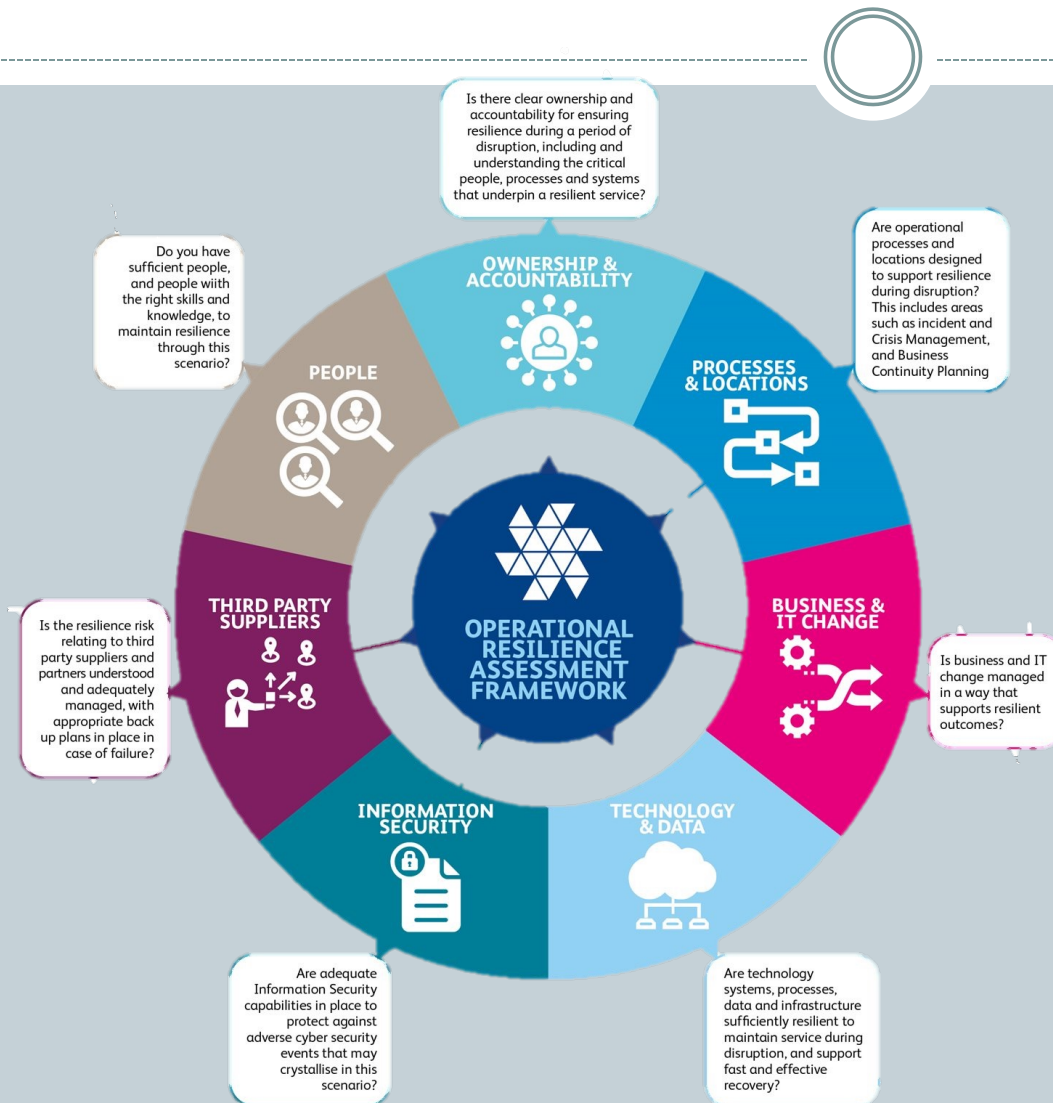 Is there clear ownership and
accountability for ensuring
resilience during a period of
disruption, including and
understanding the critical
people, processes and systems
that underpin a resilient service?
OWNERSHIP &
ACCOUNTABILITY
Are operational
processes and
locations designed
to support resilience
during disruption?
This includes areas
such as incident and
Crisis Management,
and Business
Continuity Planning
PROCESSES
& LOCATIONS
Is business and IT
change managed
in a way that
supports resilient
outcomes?
BUSINESS &
IT CHANGE
Are technology
systems, processes,
data and infrastructure
sufficiently resilient to
maintain service during
disruption, and support
fast and effective
recovery?
TECHNOLOGY
& DATA
Are adequate
Information Security
capabilities in place to
protect against
adverse cyber security
events that may
crystallise in this
scenario?
INFORMATION
SECURITY
Is the resilience risk
relating to third
party suppliers and
partners understood
and adequately
managed, with
appropriate back
up plans in place in
case of failure?
THIRD PARTY
SUPPLIERS
Do you have
sufficient people,
and people wiith
the right skills and
knowledge, to
maintain resilience
through this
scenario?
PEOPLE
OPERATIONAL
RESILIENCE
ASSESSMENT
FRAMEWORK